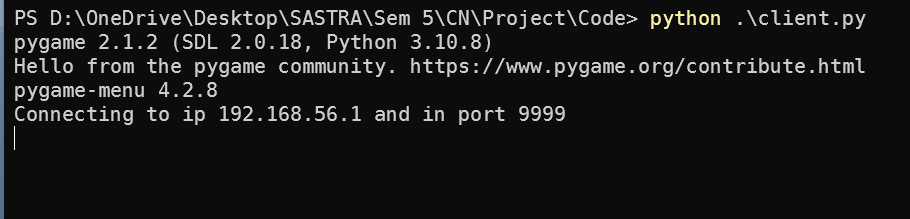 PS D:\OneDrive\Desktop\SASTRA\Sem 5\CN\Project\Code> python .\client.py
pygame 2.1.2 (SDL 2.0.18, Python 3.10.8)
Hello from the pygame community. https://www.pygame.org/contribute.html
pygame-menu 4.2.8
Connecting to ip 192.168.56.1 and in port 9999